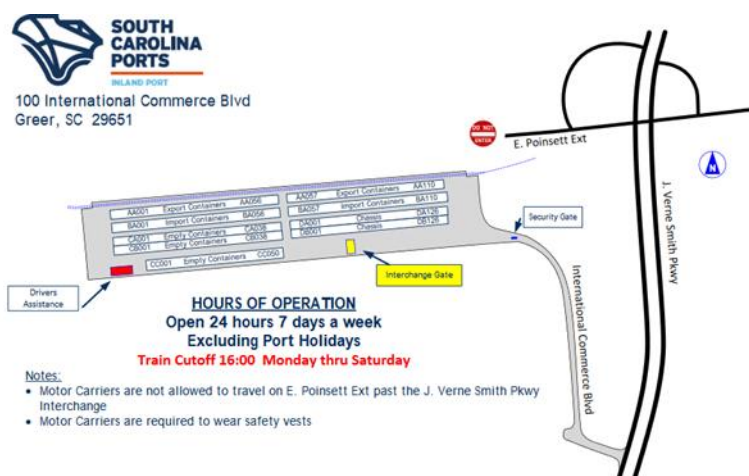 SOUTH
CAROLINA
PORTS
INLAND PORT
100 International Commerce Blvd
Greer, SC 29651
DO NOT
ENTER
E. Poinsett Ext
N
J. Verne Smith Pkwy
AA001 Export Containers AA056
AA057 Export Containers AA110
BA001 Import Containers BA056
BA057 Import Containers BA110
CA001 Empty Containers CA038
DA001 Chassis DA126
CB001 Empty Containers CB038
DB001 Chassis DB126
CC001 Empty Containers CC050
Security Gate
Interchange Gate
International Commerce Blvd
Drivers
Assistance
HOURS OF OPERATION
Open 24 hours 7 days a week
Excluding Port Holidays
Train Cutoff 16:00 Monday thru Saturday
Notes:
• Motor Carriers are not allowed to travel on E. Poinsett Ext past the J. Verne Smith Pkwy
Interchange
• Motor Carriers are required to wear safety vests